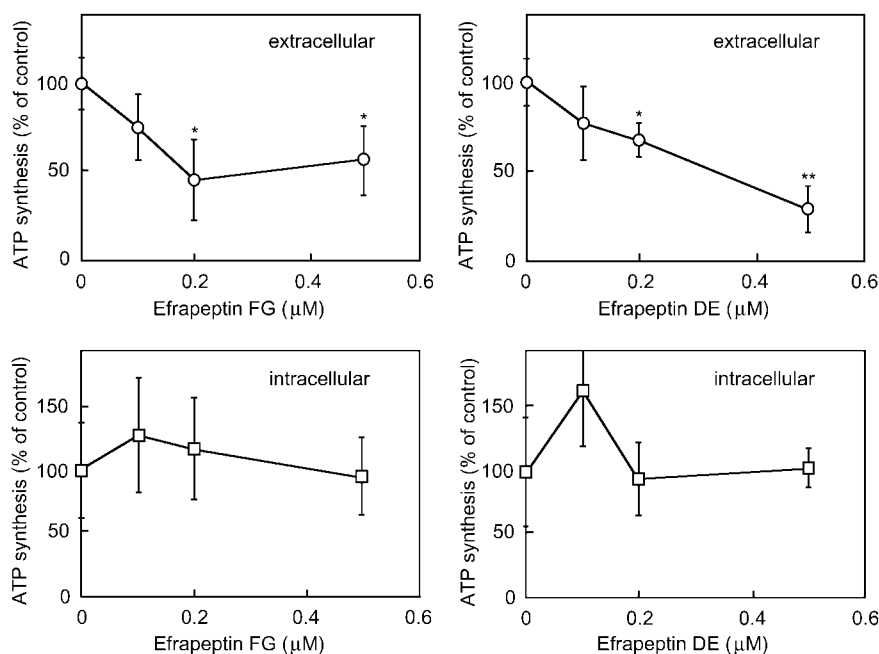 extracellular
ATP synthesis (% of control)
100
50
0
*
*
0
0.2
0.4
0.6
Efrapeptin FG (μM)
extracellular
ATP synthesis (% of control)
100
50
0
*
**
0
0.2
0.4
0.6
Efrapeptin DE (μM)
intracellular
ATP synthesis (% of control)
150
100
50
0
0
0.2
0.4
0.6
Efrapeptin FG (μM)
intracellular
ATP synthesis (% of control)
150
100
50
0
0
0.2
0.4
0.6
Efrapeptin DE (μM)